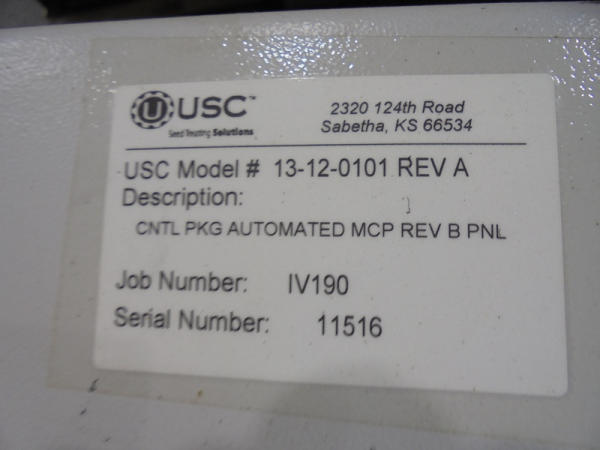 USC™
Seed Treating Solutions
2320 124th Road
Sabetha, KS 66534
USC Model # 13-12-0101 REV A
Description:
CNTL PKG AUTOMATED MCP REV B PNL
Job Number: IV190
Serial Number: 11516